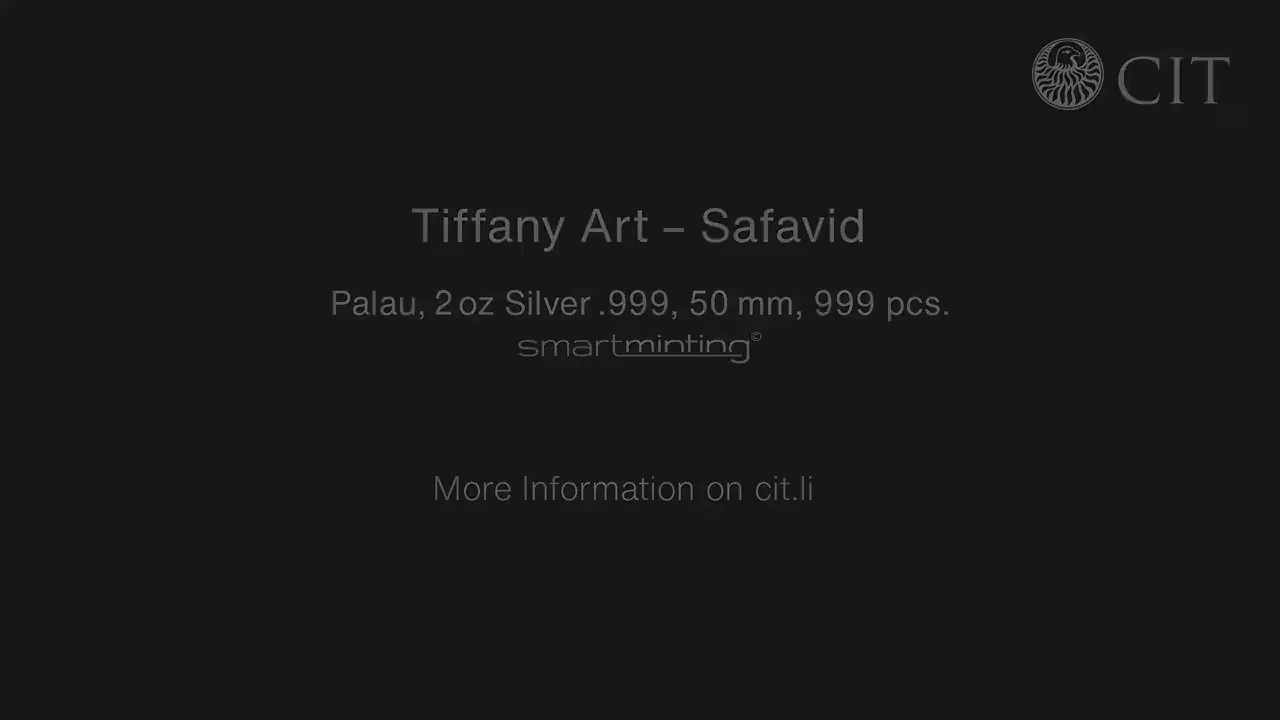 CIT
Tiffany Art – Safavid
Palau, 2 oz Silver .999, 50 mm, 999 pcs.
smartminting©
More Information on cit.li